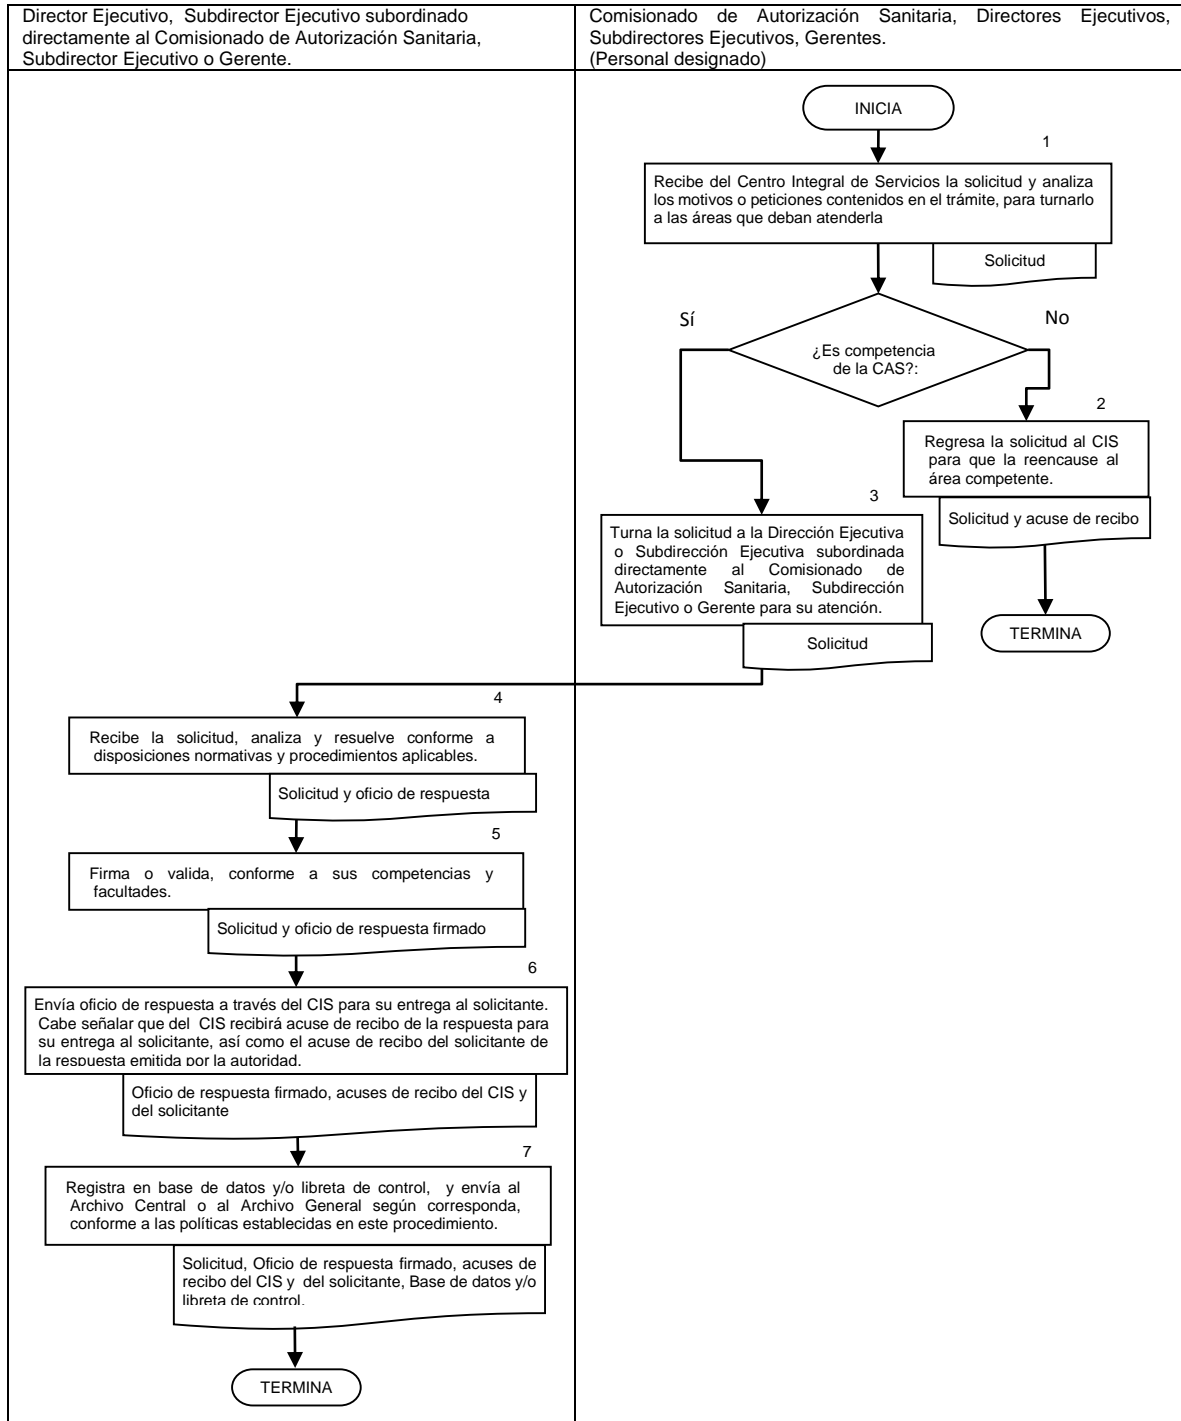 Director Ejecutivo, Subdirector Ejecutivo subordinado
directamente al Comisionado de Autorización Sanitaria,
Subdirector Ejecutivo o Gerente.
Comisionado de Autorización Sanitaria, Directores Ejecutivos,
Subdirectores Ejecutivos, Gerentes.
(Personal designado)
INICIA
1
Recibe del Centro Integral de Servicios la solicitud y analiza
los motivos o peticiones contenidos en el trámite, para turnarlo
a las áreas que deban atenderla
Solicitud
Sí
No
¿Es competencia
de la CAS?:
2
Regresa la solicitud al CIS
para que la reencause al
área competente.
Solicitud y acuse de recibo
TERMINA
3
Turna la solicitud a la Dirección Ejecutiva
o Subdirección Ejecutiva subordinada
directamente al Comisionado de
Autorización Sanitaria, Subdirección
Ejecutivo o Gerente para su atención.
Solicitud
4
Recibe la solicitud, analiza y resuelve conforme a
disposiciones normativas y procedimientos aplicables.
Solicitud y oficio de respuesta
5
Firma o valida, conforme a sus competencias y
facultades.
Solicitud y oficio de respuesta firmado
6
Envía oficio de respuesta a través del CIS para su entrega al solicitante.
Cabe señalar que del CIS recibirá acuse de recibo de la respuesta para
su entrega al solicitante, así como el acuse de recibo del solicitante de
la respuesta emitida por la autoridad.
Oficio de respuesta firmado, acuses de recibo del CIS y
del solicitante
7
Registra en base de datos y/o libreta de control, y envía al
Archivo Central o al Archivo General según corresponda,
conforme a las políticas establecidas en este procedimiento.
Solicitud, Oficio de respuesta firmado, acuses de
recibo del CIS y del solicitante, Base de datos y/o
libreta de control.
TERMINA